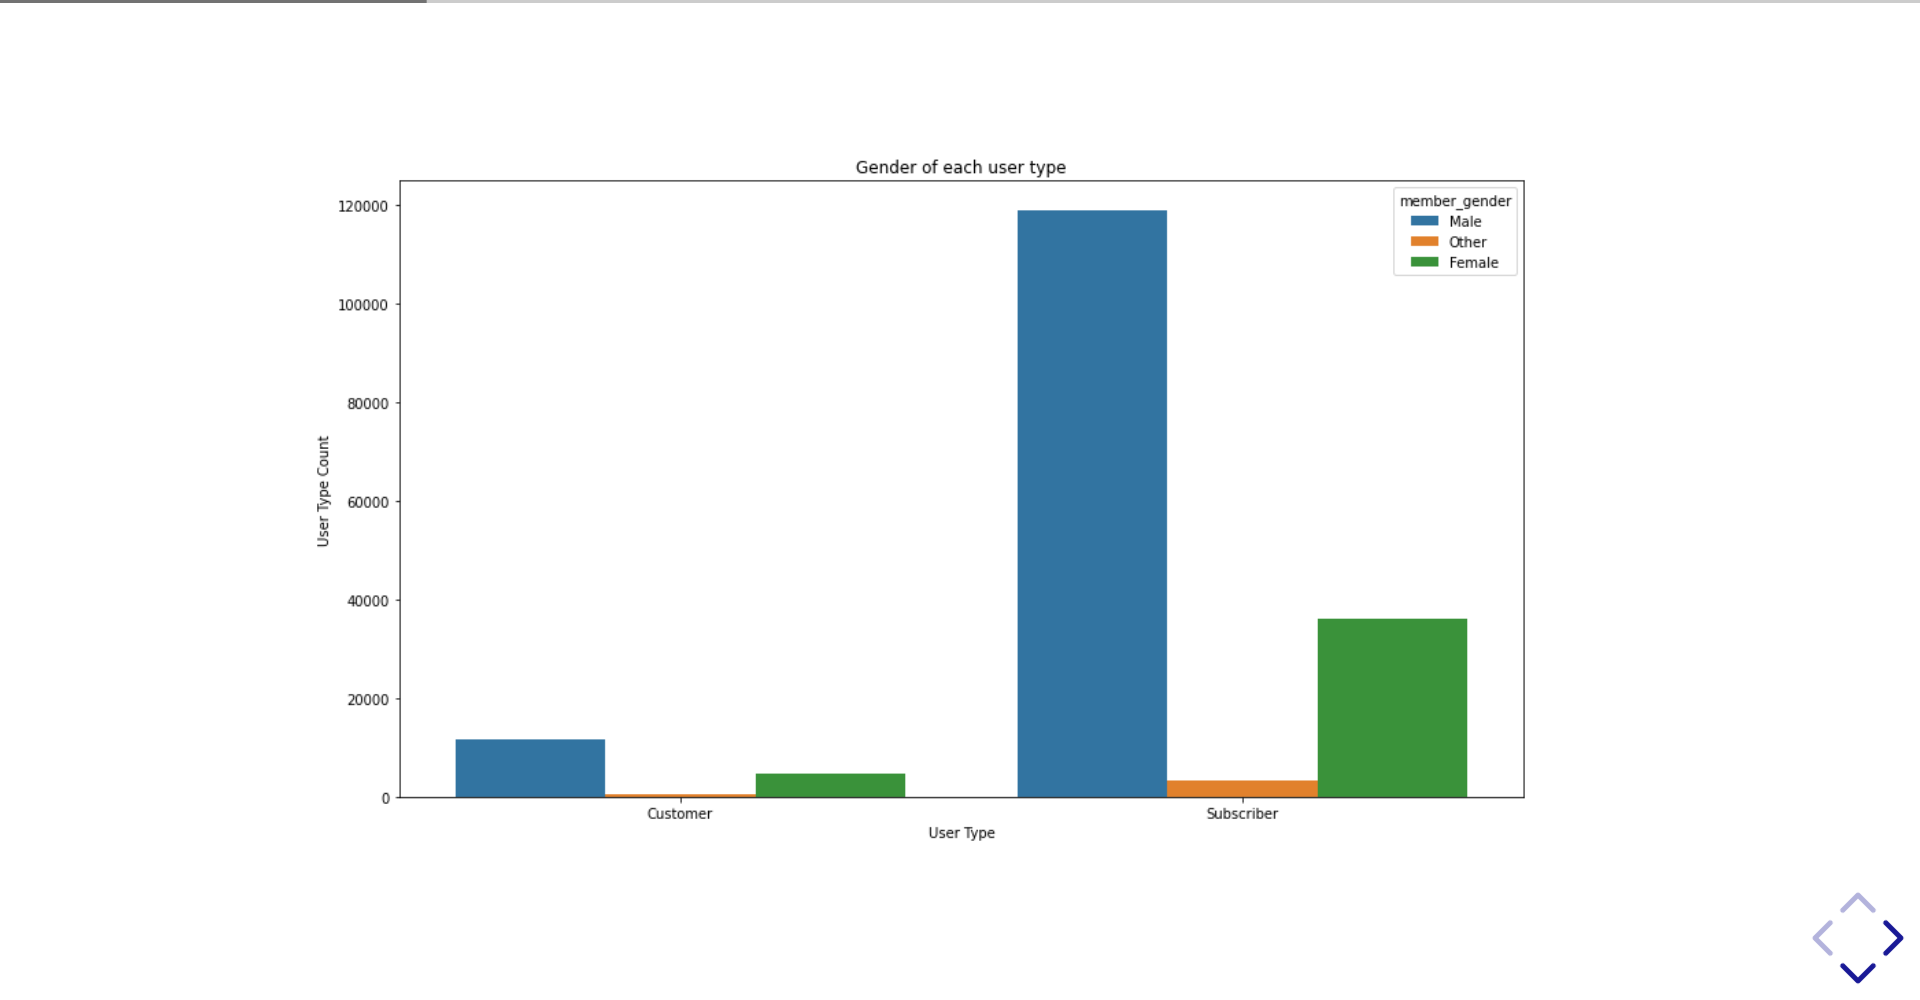 Gender of each user type
member_gender
Male
Other
Female
120000
100000
80000
60000
40000
20000
0
User Type Count
Customer
Subscriber
User Type